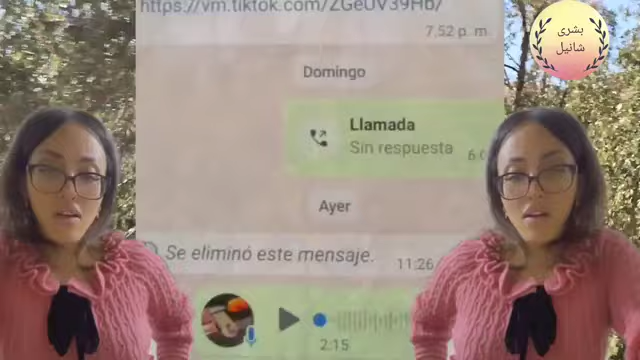 https://vm.tiktok.com/ZGeUV39Hb/
7.52 p. m.
بشرى
شانيل
Domingo
Llamada
Sin respuesta
Ayer
Se eliminó este mensaje.
11:26
2:15